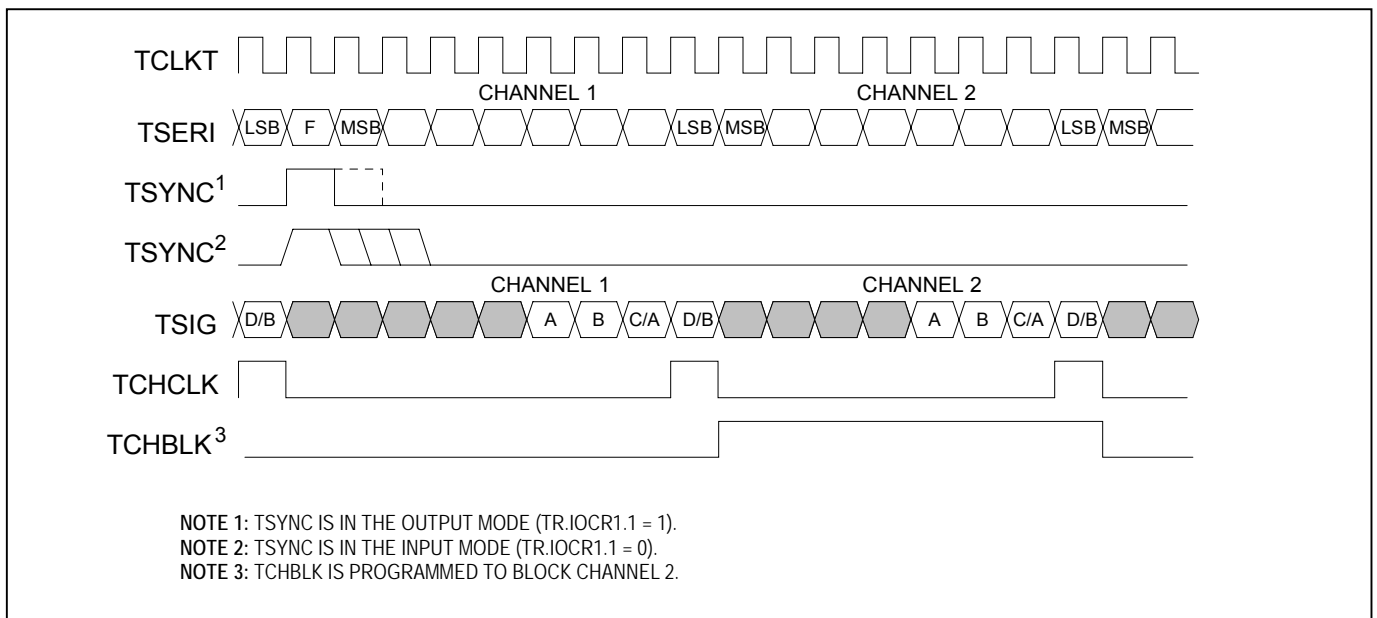 TCLKT
CHANNEL 1 CHANNEL 2
TSERI LSB F MSB LSB MSB LSB MSB
TSYNC1
TSYNC2
CHANNEL 1 CHANNEL 2
TSIG D/B A B C/A D/B A B C/A D/B
TCHCLK
TCHBLK3
NOTE 1: TSYNC IS IN THE OUTPUT MODE (TR.IOCR1.1 = 1).
NOTE 2: TSYNC IS IN THE INPUT MODE (TR.IOCR1.1 = 0).
NOTE 3: TCHBLK IS PROGRAMMED TO BLOCK CHANNEL 2.